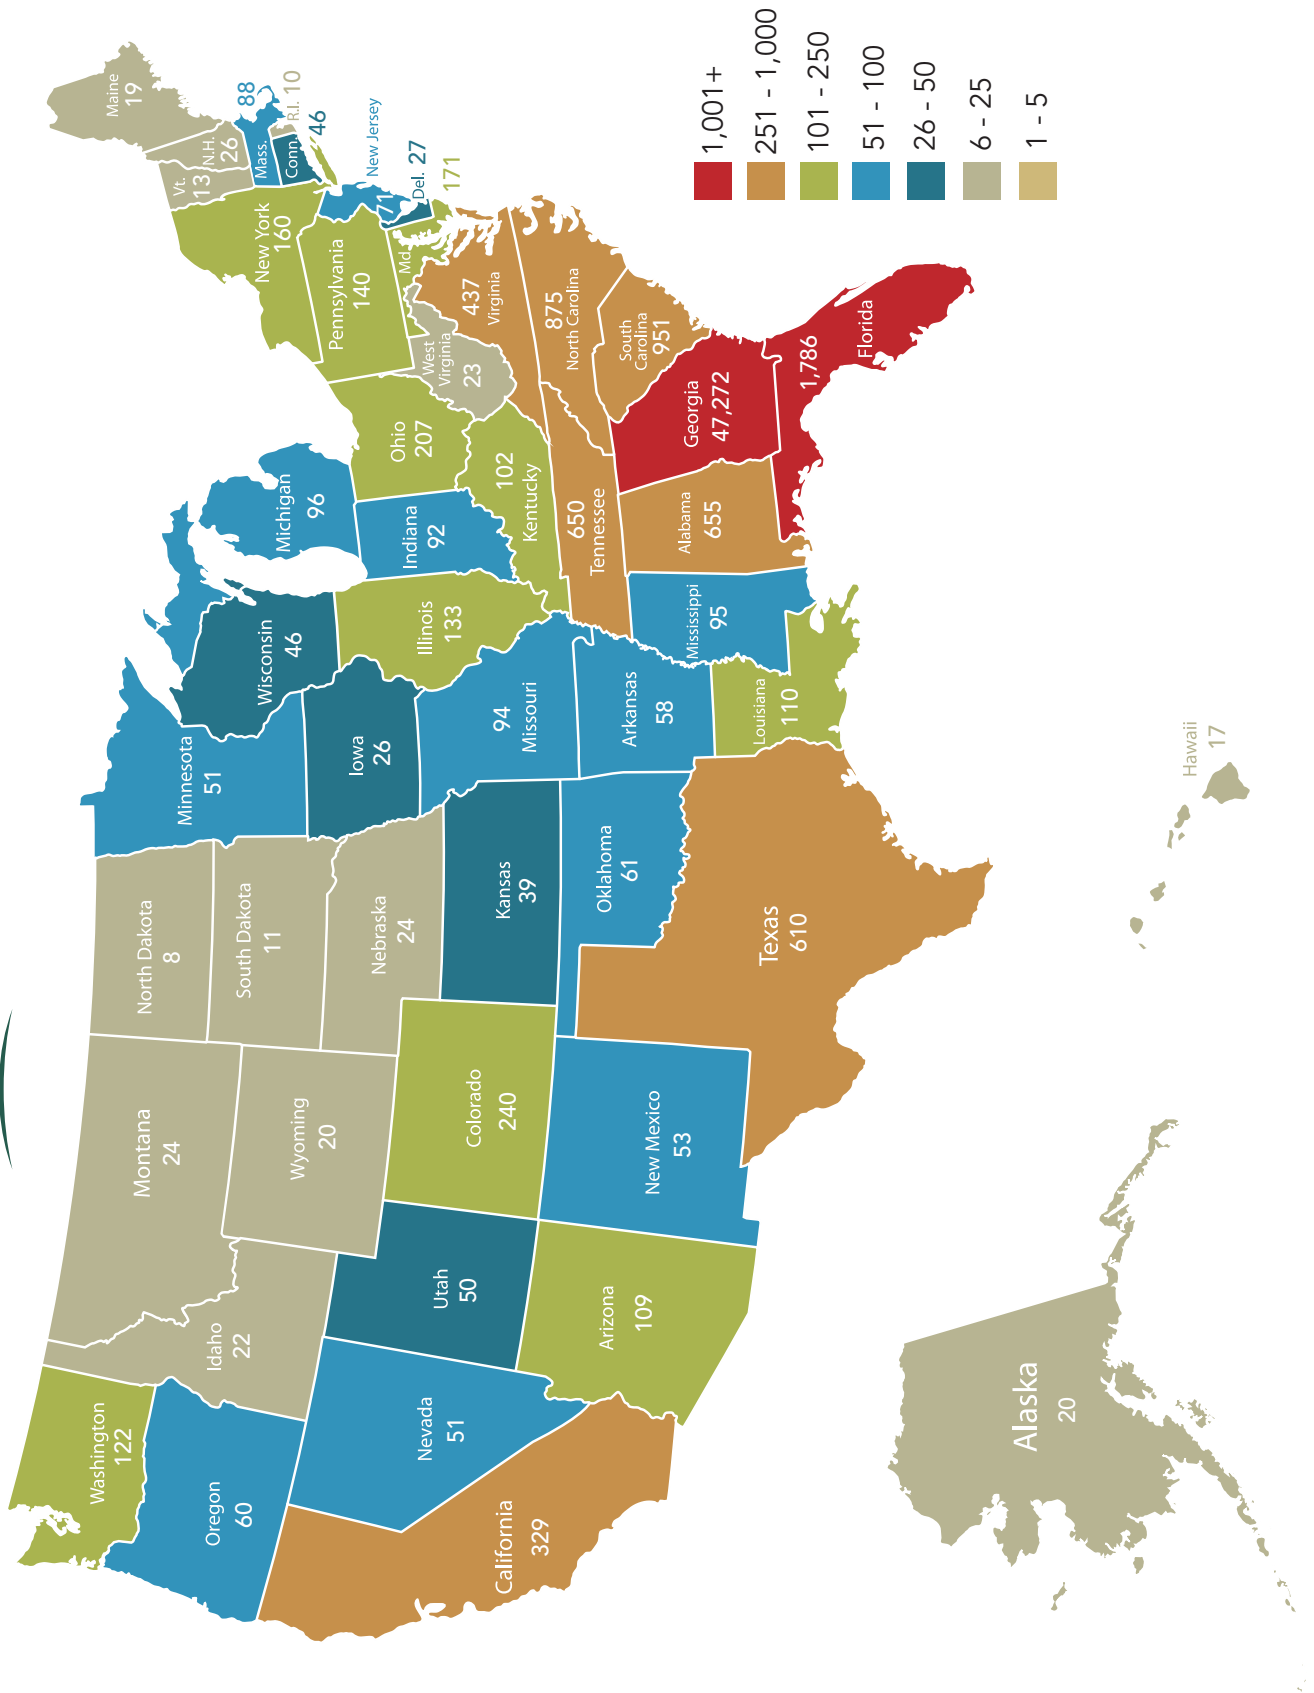 Washington
122
Oregon
60
California
329
Nevada
51
Idaho
22
Montana
24
Wyoming
20
Utah
50
Arizona
109
Colorado
240
New Mexico
53
North Dakota
8
South Dakota
11
Nebraska
24
Kansas
39
Oklahoma
61
Texas
610
Minnesota
51
Iowa
26
Missouri
94
Arkansas
58
Louisiana
110
Wisconsin
46
Illinois
133
Michigan
96
Indiana
92
Ohio
207
Kentucky
102
650
Tennessee
Mississippi
95
Alabama
655
Georgia
47,272
1,786
Florida
South
Carolina
951
875
North Carolina
437
Virginia
West
Virginia
23
Md.
171
Del. 27
Pennsylvania
140
New Jersey
71
New York
160
Conn.
46
R.I. 10
Mass.
88
Vt.
13
N.H.
26
Maine
19
Alaska
20
Hawaii
17
1,001+
251 - 1,000
101 - 250
51 - 100
26 - 50
6 - 25
1 - 5